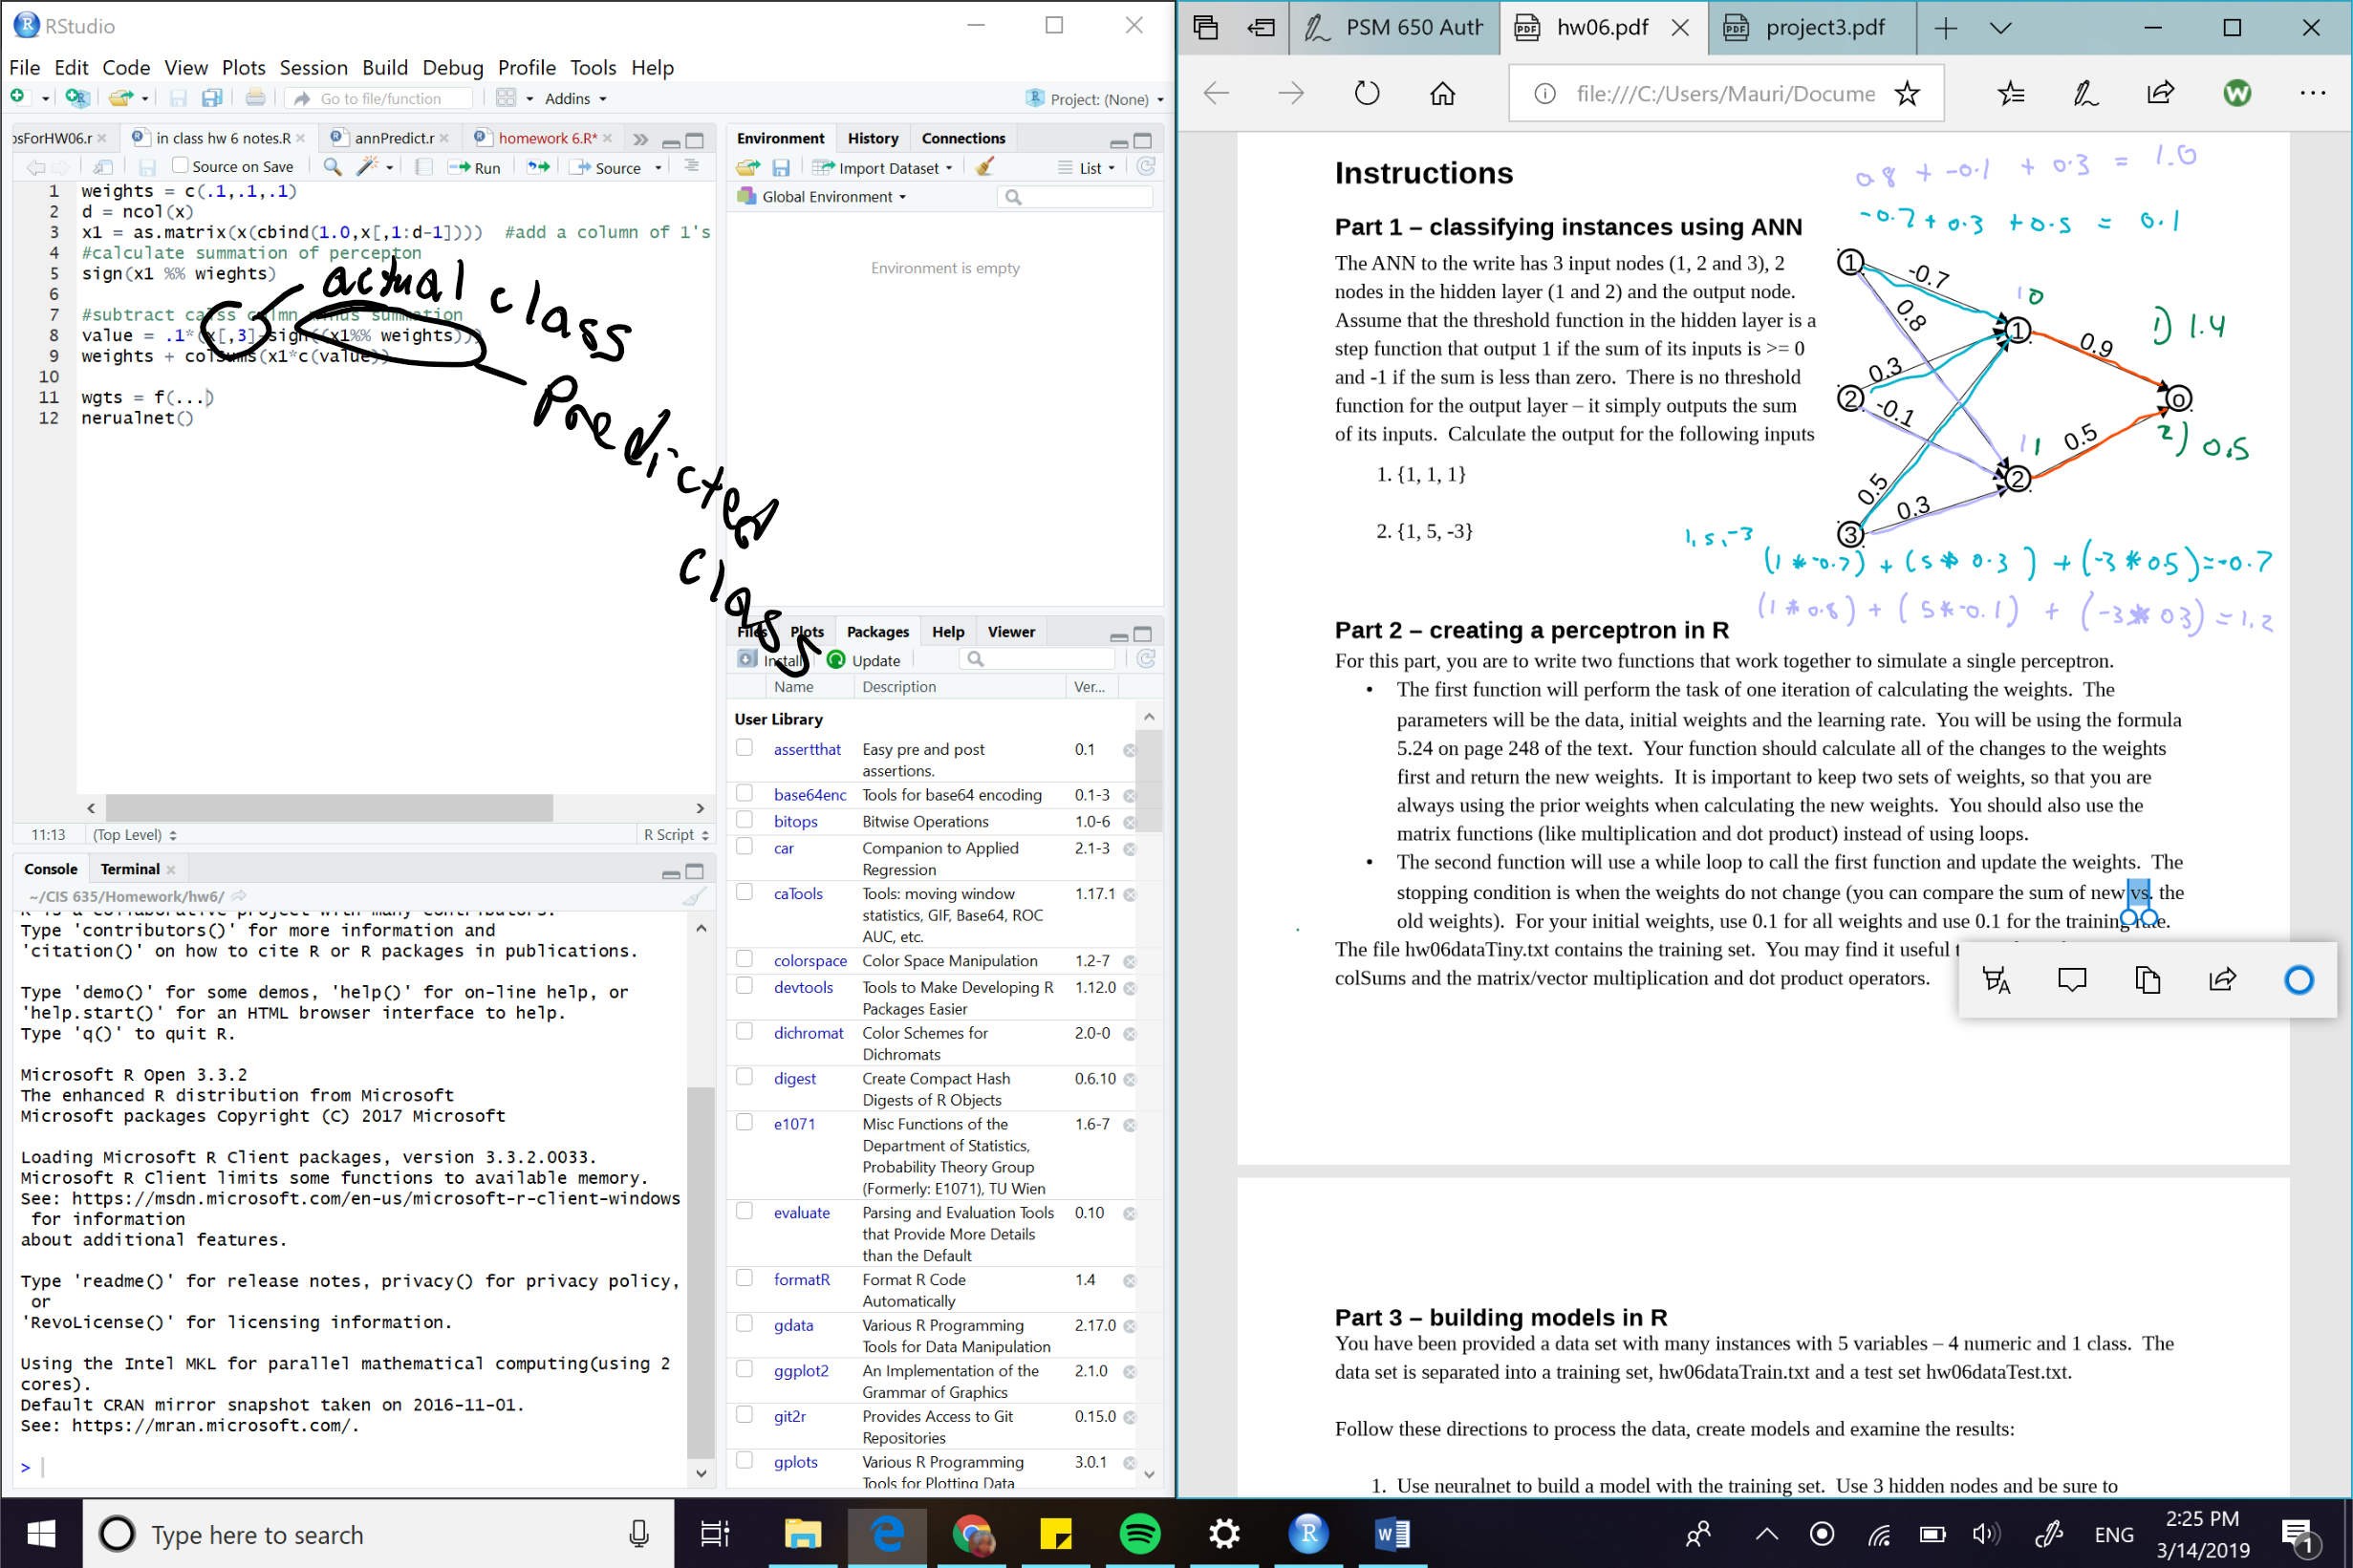 RStudio
File Edit Code View Plots Session Build Debug Profile Tools Help
Go to file/function Addins Project: (None)
osForHW06.r in class hw 6 notes.R annPredict.r homework 6.R*
Source on Save Run Source
1 weights = c(.1,.1,.1)
2 d = ncol(x)
3 x1 = as.matrix(x(cbind(1.0,x[,1:d-1]))) #add a column of 1's
4 #calculate summation of percepton
5 sign(x1 %% wieghts)
6
7 #subtract calss colmn minus summation
8 value = .1*(x[,3]-sign((x1%% weights)))
9 weights + colSums(x1*c(value))
10
11 wgts = f(...)
12 nerualnet()
actual class
Predicted
class
11:13 (Top Level) R Script
Console Terminal
~/CIS 635/Homework/hw6/
R is a collaborative project with many contributors.
Type 'contributors()' for more information and
'citation()' on how to cite R or R packages in publications.
Type 'demo()' for some demos, 'help()' for on-line help, or
'help.start()' for an HTML browser interface to help.
Type 'q()' to quit R.
Microsoft R Open 3.3.2
The enhanced R distribution from Microsoft
Microsoft packages Copyright (C) 2017 Microsoft
Loading Microsoft R Client packages, version 3.3.2.0033.
Microsoft R Client limits some functions to available memory.
See: https://msdn.microsoft.com/en-us/microsoft-r-client-windows
for information
about additional features.
Type 'readme()' for release notes, privacy() for privacy policy,
or
'RevoLicense()' for licensing information.
Using the Intel MKL for parallel mathematical computing(using 2
cores).
Default CRAN mirror snapshot taken on 2016-11-01.
See: https://mran.microsoft.com/.
>
Environment History Connections
Import Dataset List
Global Environment
Environment is empty
Files Plots Packages Help Viewer
Install Update
Name Description Ver...
User Library
assertthat Easy pre and post 0.1
assertions.
base64enc Tools for base64 encoding 0.1-3
bitops Bitwise Operations 1.0-6
car Companion to Applied 2.1-3
Regression
caTools Tools: moving window 1.17.1
statistics, GIF, Base64, ROC
AUC, etc.
colorspace Color Space Manipulation 1.2-7
devtools Tools to Make Developing R 1.12.0
Packages Easier
dichromat Color Schemes for 2.0-0
Dichromats
digest Create Compact Hash 0.6.10
Digests of R Objects
e1071 Misc Functions of the 1.6-7
Department of Statistics,
Probability Theory Group
(Formerly: E1071), TU Wien
evaluate Parsing and Evaluation Tools 0.10
that Provide More Details
than the Default
formatR Format R Code 1.4
Automatically
gdata Various R Programming 2.17.0
Tools for Data Manipulation
ggplot2 An Implementation of the 2.1.0
Grammar of Graphics
git2r Provides Access to Git 0.15.0
Repositories
gplots Various R Programming 3.0.1
Tools for Plotting Data
PSM 650 Auth hw06.pdf project3.pdf
file:///C:/Users/Mauri/Docume
Instructions
0.8 + -0.1 + 0.3 = 1.0
-0.7 + 0.3 + 0.5 = 0.1
Part 1 – classifying instances using ANN
The ANN to the write has 3 input nodes (1, 2 and 3), 2
nodes in the hidden layer (1 and 2) and the output node.
Assume that the threshold function in the hidden layer is a
step function that output 1 if the sum of its inputs is >= 0
and -1 if the sum is less than zero. There is no threshold
function for the output layer – it simply outputs the sum
of its inputs. Calculate the output for the following inputs
1. {1, 1, 1}
2. {1, 5, -3}
1 -0.7 1 0
0.8 1 0.9 1) 1.4
0.3
2 -0.1 o
1 1 0.5 2) 0.5
0.5 2
0.3
3
1, 5, -3
(1 * -0.7) + (5 * 0.3) + (-3 * 0.5) = -0.7
(1 * 0.8) + (5 * -0.1) + (-3 * 0.3) = 1.2
Part 2 – creating a perceptron in R
For this part, you are to write two functions that work together to simulate a single perceptron.
• The first function will perform the task of one iteration of calculating the weights. The
parameters will be the data, initial weights and the learning rate. You will be using the formula
5.24 on page 248 of the text. Your function should calculate all of the changes to the weights
first and return the new weights. It is important to keep two sets of weights, so that you are
always using the prior weights when calculating the new weights. You should also use the
matrix functions (like multiplication and dot product) instead of using loops.
• The second function will use a while loop to call the first function and update the weights. The
stopping condition is when the weights do not change (you can compare the sum of new vs. the
old weights). For your initial weights, use 0.1 for all weights and use 0.1 for the training rate.
The file hw06dataTiny.txt contains the training set. You may find it useful
colSums and the matrix/vector multiplication and dot product operators.
Part 3 – building models in R
You have been provided a data set with many instances with 5 variables – 4 numeric and 1 class. The
data set is separated into a training set, hw06dataTrain.txt and a test set hw06dataTest.txt.
Follow these directions to process the data, create models and examine the results:
1. Use neuralnet to build a model with the training set. Use 3 hidden nodes and be sure to
Type here to search
ENG
2:25 PM
3/14/2019
1